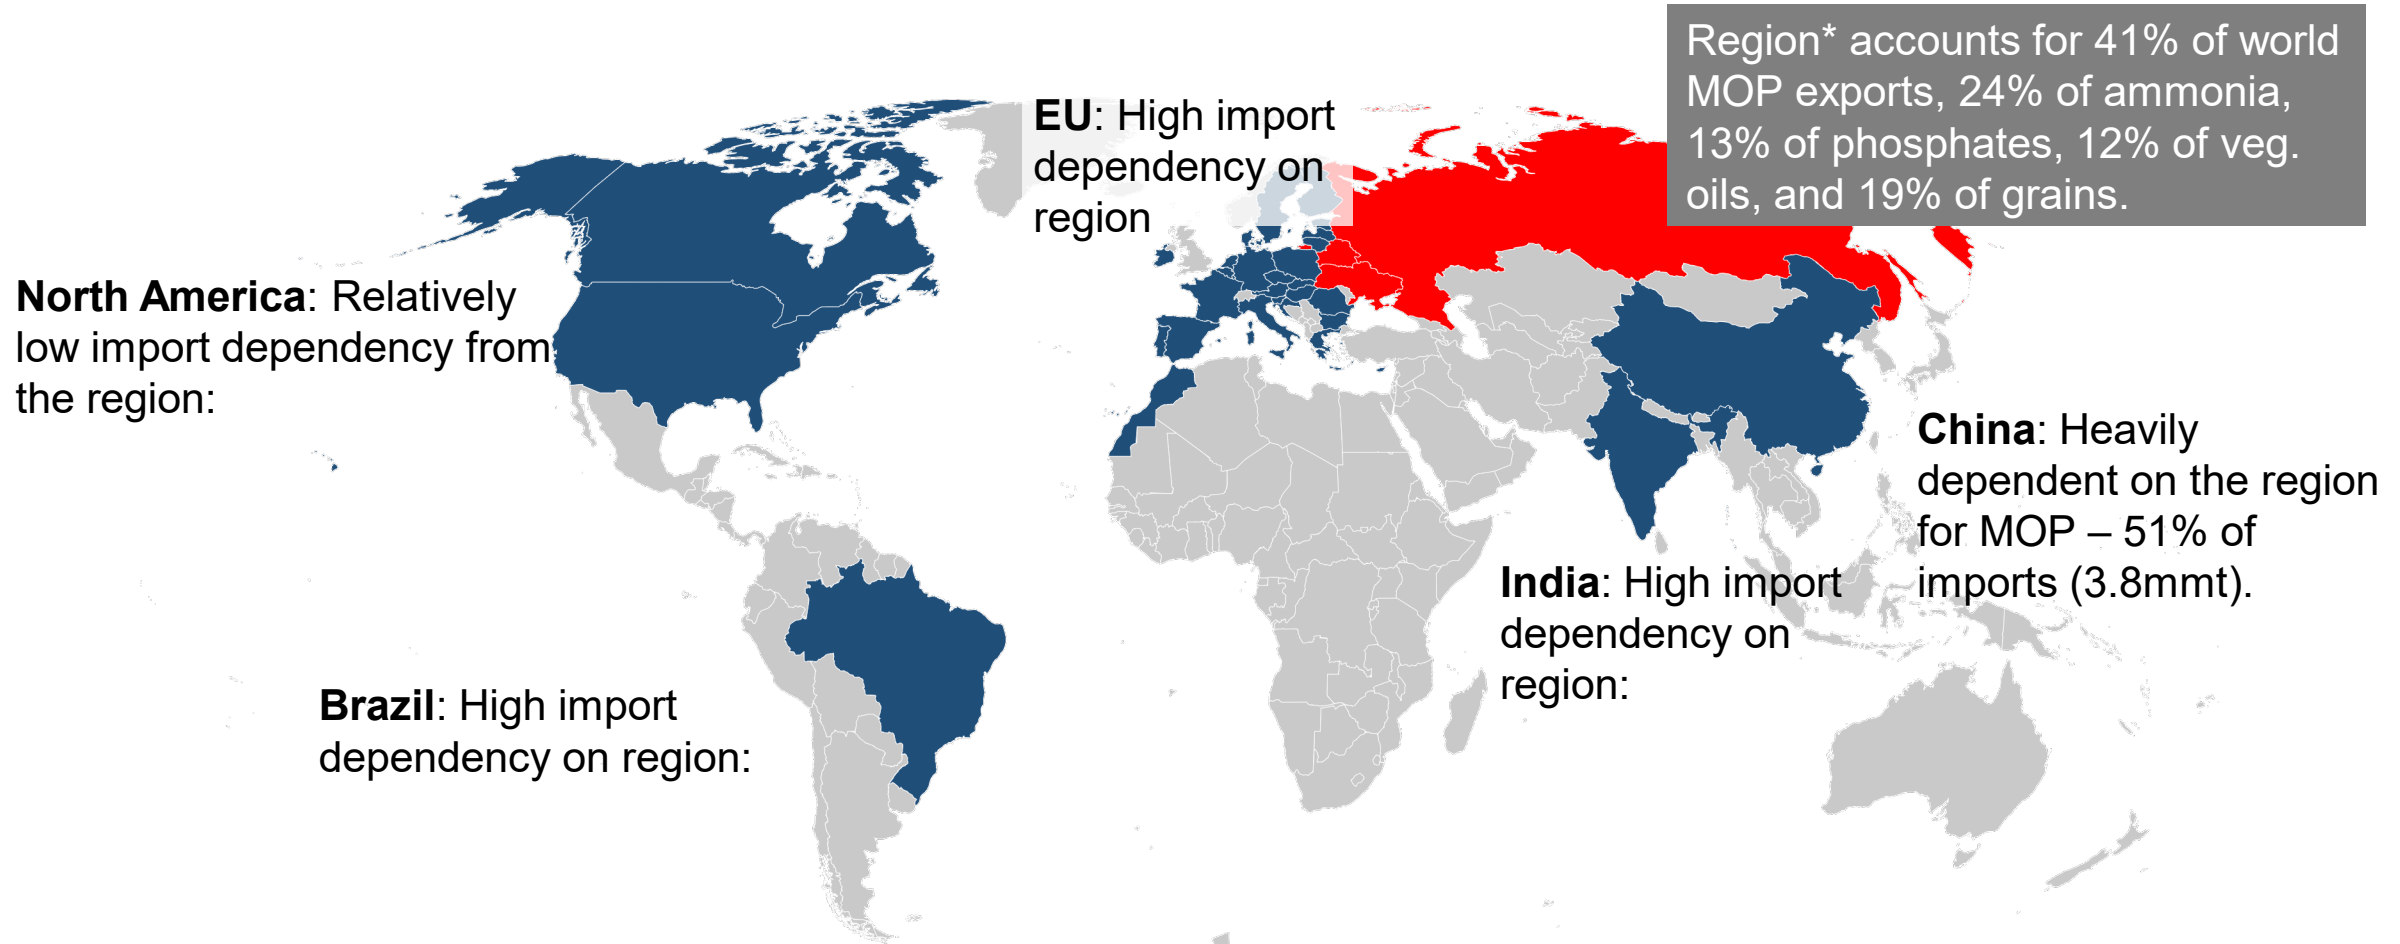 Region* accounts for 41% of world
MOP exports, 24% of ammonia,
13% of phosphates, 12% of veg.
oils, and 19% of grains.
EU: High import
dependency on
region
North America: Relatively
low import dependency from
the region:
China: Heavily
dependent on the region
for MOP – 51% of
imports (3.8mmt).
India: High import
dependency on
region:
Brazil: High import
dependency on region: